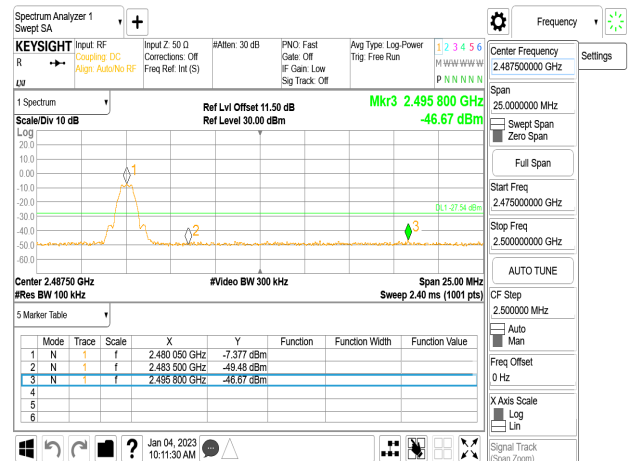 Spectrum Analyzer 1
Swept SA
Frequency
KEYSIGHT
R
Input: RF
Coupling: DC
Align: Auto/No RF
Input Z: 50 Ω
Corrections: Off
Freq Ref: Int (S)
#Atten: 30 dB
PNO: Fast
Gate: Off
IF Gain: Low
Sig Track: Off
Avg Type: Log-Power
Trig: Free Run
1 2 3 4 5 6
M W W W W W
P N N N N N
LXI
1 Spectrum
Scale/Div 10 dB
Ref Lvl Offset 11.50 dB
Ref Level 30.00 dBm
Mkr3 2.495 800 GHz
-46.67 dBm
Log
20.0
10.0
0.00
-10.0
-20.0
-30.0
-40.0
-50.0
-60.0
1
2
3
DL1 -27.54 dBm
Center 2.48750 GHz
#Res BW 100 kHz
#Video BW 300 kHz
Span 25.00 MHz
Sweep 2.40 ms (1001 pts)
5 Marker Table
Mode Trace Scale X Y Function Function Width Function Value
1 N 1 f 2.480 050 GHz -7.377 dBm
2 N 1 f 2.483 500 GHz -49.48 dBm
3 N 1 f 2.495 800 GHz -46.67 dBm
4
5
6
Center Frequency
2.487500000 GHz
Settings
Span
25.0000000 MHz
Swept Span
Zero Span
Full Span
Start Freq
2.475000000 GHz
Stop Freq
2.500000000 GHz
AUTO TUNE
CF Step
2.500000 MHz
Auto
Man
Freq Offset
0 Hz
X Axis Scale
Log
Lin
Signal Track
(Span Zoom)
?
Jan 04, 2023
10:11:30 AM